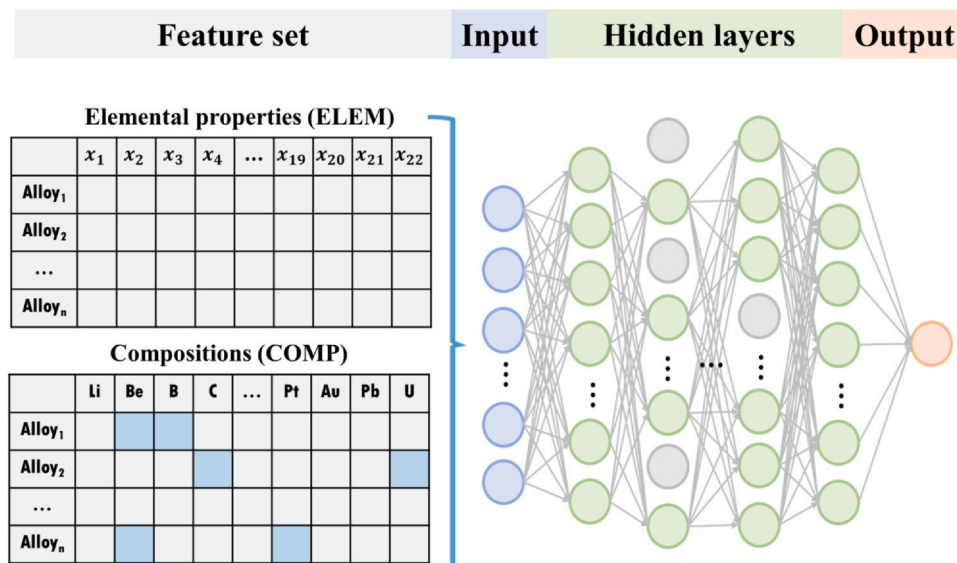 Feature set Input Hidden layers Output
Elemental properties (ELEM)
x₁ x₂ x₃ x₄ ... x₁₉ x₂₀ x₂₁ x₂₂
Alloy₁
Alloy₂
...
Alloyₙ
Compositions (COMP)
Li Be B C ... Pt Au Pb U
Alloy₁
Alloy₂
...
Alloyₙ